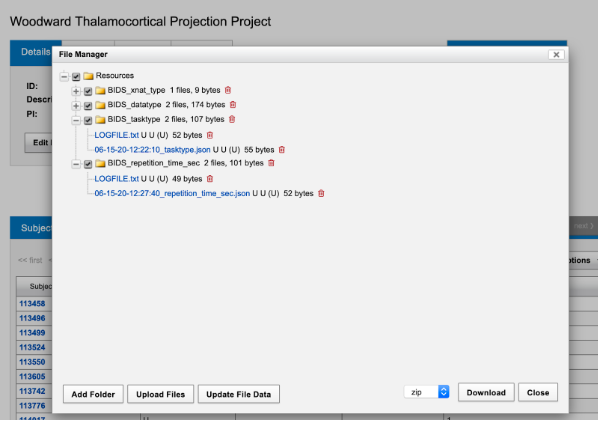 Woodward Thalamocortical Projection Project
Details
File Manager
Resources
BIDS_xnat_type 1 files, 9 bytes
ID:
BIDS_datatype 2 files, 174 bytes
Descri
PI:
BIDS_tasktype 2 files, 107 bytes
LOGFILE.txt U U (U) 52 bytes
Edit
06-15-20-12:22:10_tasktype.json U U (U) 55 bytes
BIDS_repetition_time_sec 2 files, 101 bytes
LOGFILE.txt U U (U) 49 bytes
06-15-20-12:27:40_repetition_time_sec.json U U (U) 52 bytes
Subject
next )
<< first <
ptions
Subjec
113458
113496
113499
113524
113550
113605
113742
113776
Add Folder
Upload Files
Update File Data
zip
Download
Close